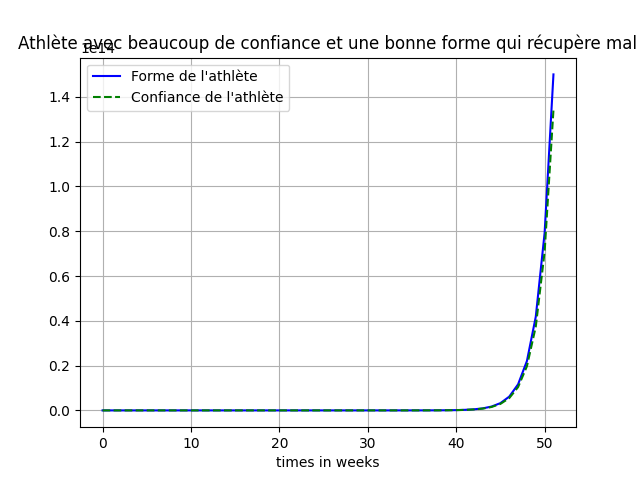 Athlète avec beaucoup de confiance et une bonne forme qui récupère mal
1e14
Forme de l'athlète
Confiance de l'athlète
1.4
1.2
1.0
0.8
0.6
0.4
0.2
0.0
0 10 20 30 40 50
times in weeks